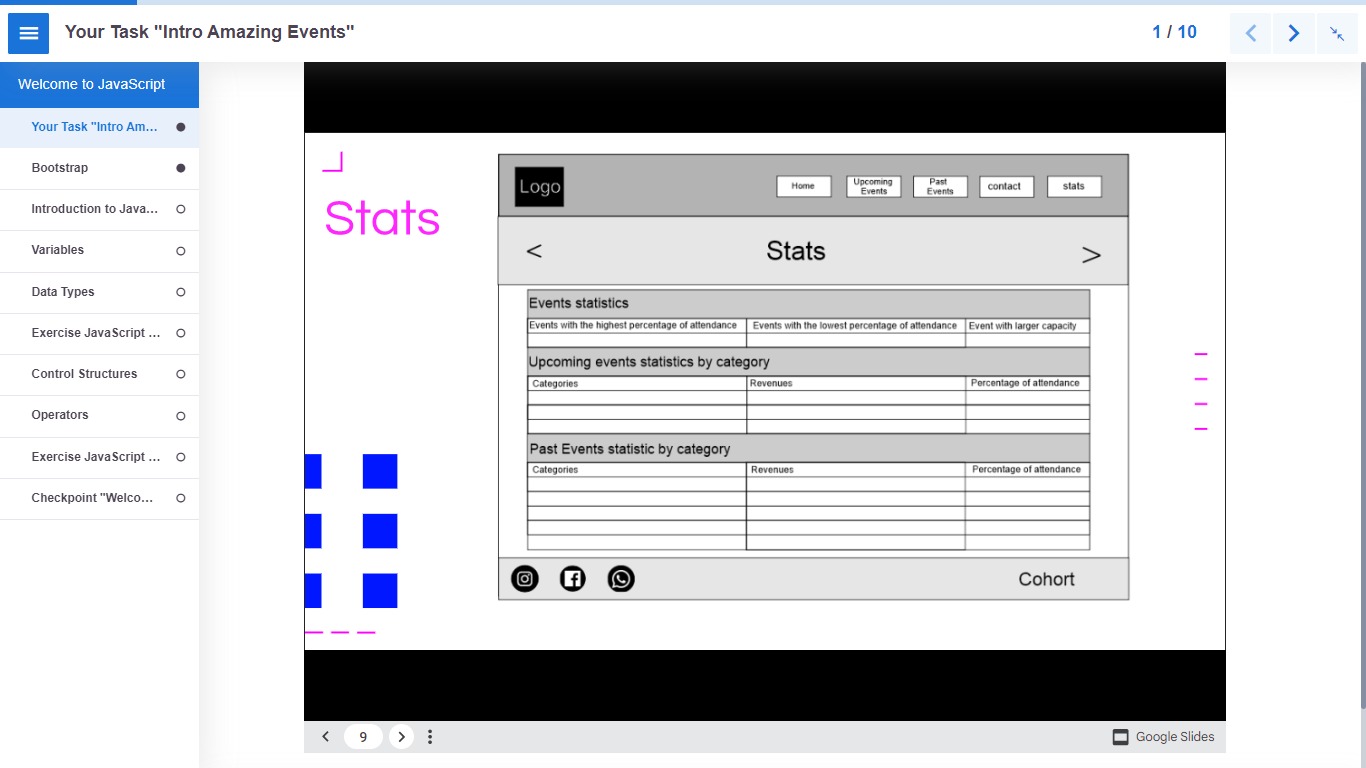 Your Task "Intro Amazing Events"
1 / 10
Welcome to JavaScript
Your Task "Intro Am...
Bootstrap
Introduction to Java...
Variables
Data Types
Exercise JavaScript ...
Control Structures
Operators
Exercise JavaScript ...
Checkpoint "Welco...
Stats
Logo
Home
Upcoming
Events
Past
Events
contact
stats
< Stats >
Events statistics
Events with the highest percentage of attendance Events with the lowest percentage of attendance Event with larger capacity
Upcoming events statistics by category
Categories Revenues Percentage of attendance
Past Events statistic by category
Categories Revenues Percentage of attendance
Cohort
9
Google Slides